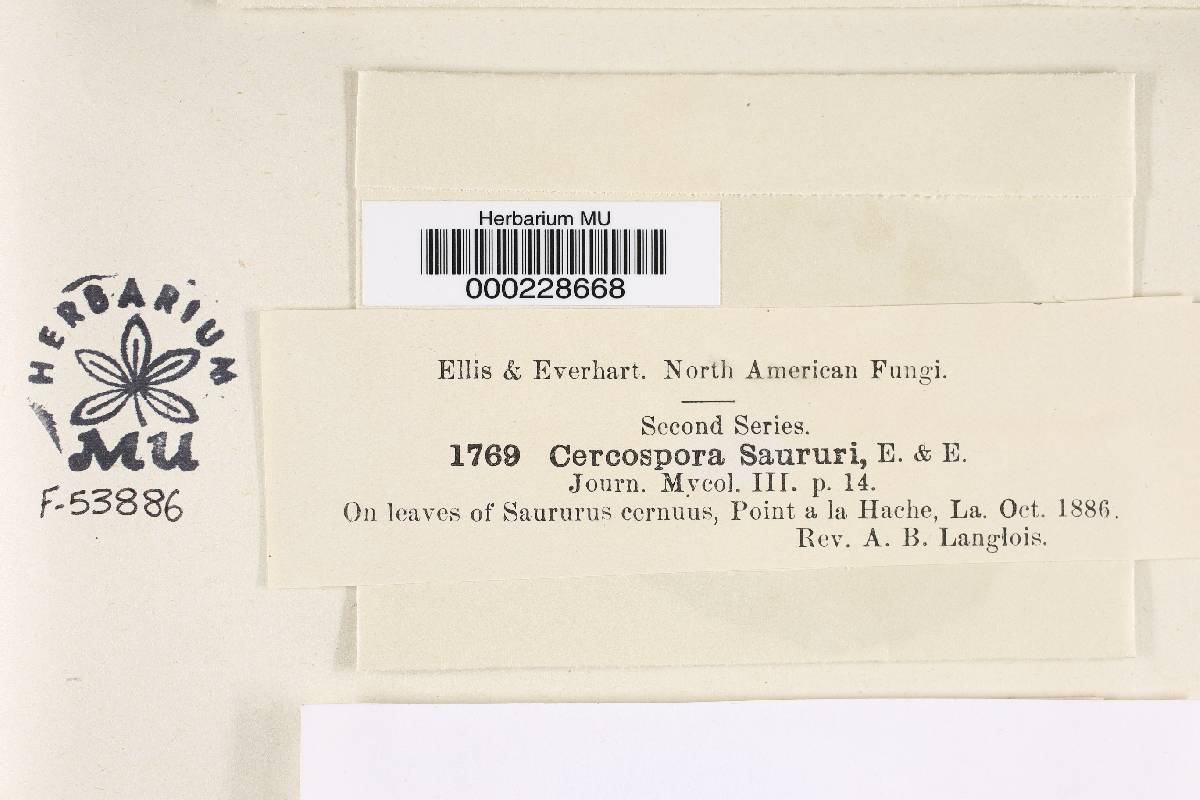 Herbarium MU
000228668
HERBARIUM
MU
F-53886
Ellis & Everhart. North American Fungi.
Second Series.
1769 Cercospora Saururi, E. & E.
Journ. Mycol. III. p. 14.
On leaves of Saururus cernuus, Point a la Hache, La. Oct. 1886.
Rev. A. B. Langlois.